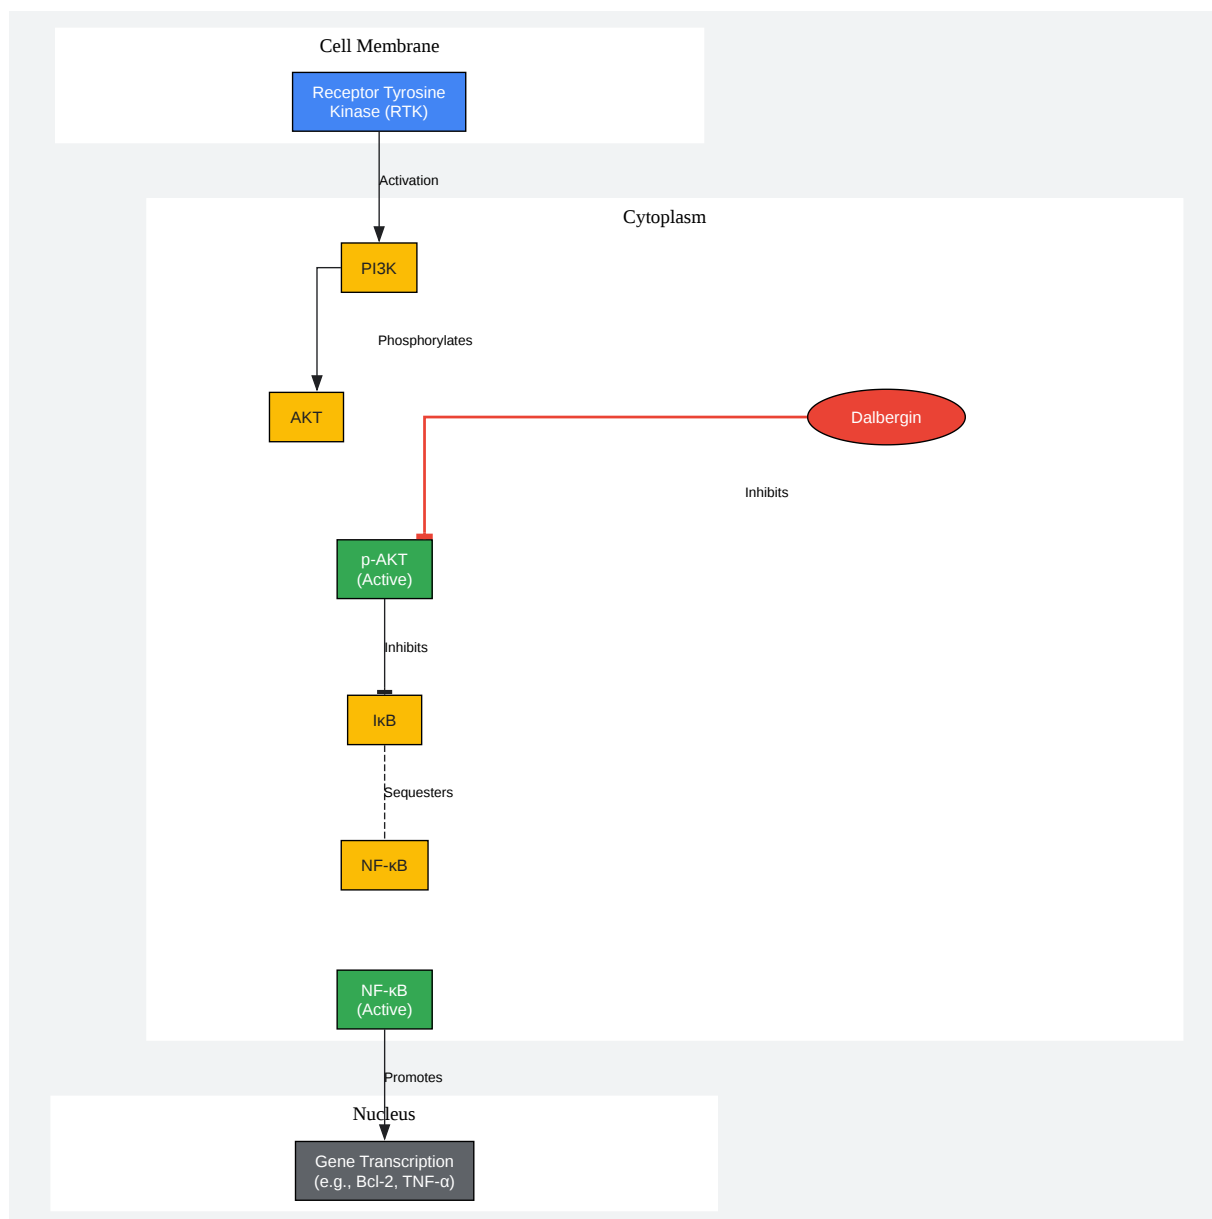 Cell Membrane
Receptor Tyrosine
Kinase (RTK)
Activation
Cytoplasm
PI3K
Phosphorylates
AKT
Dalbergin
Inhibits
p-AKT
(Active)
Inhibits
IκB
Sequesters
NF-κB
NF-κB
(Active)
Promotes
Nucleus
Gene Transcription
(e.g., Bcl-2, TNF-α)